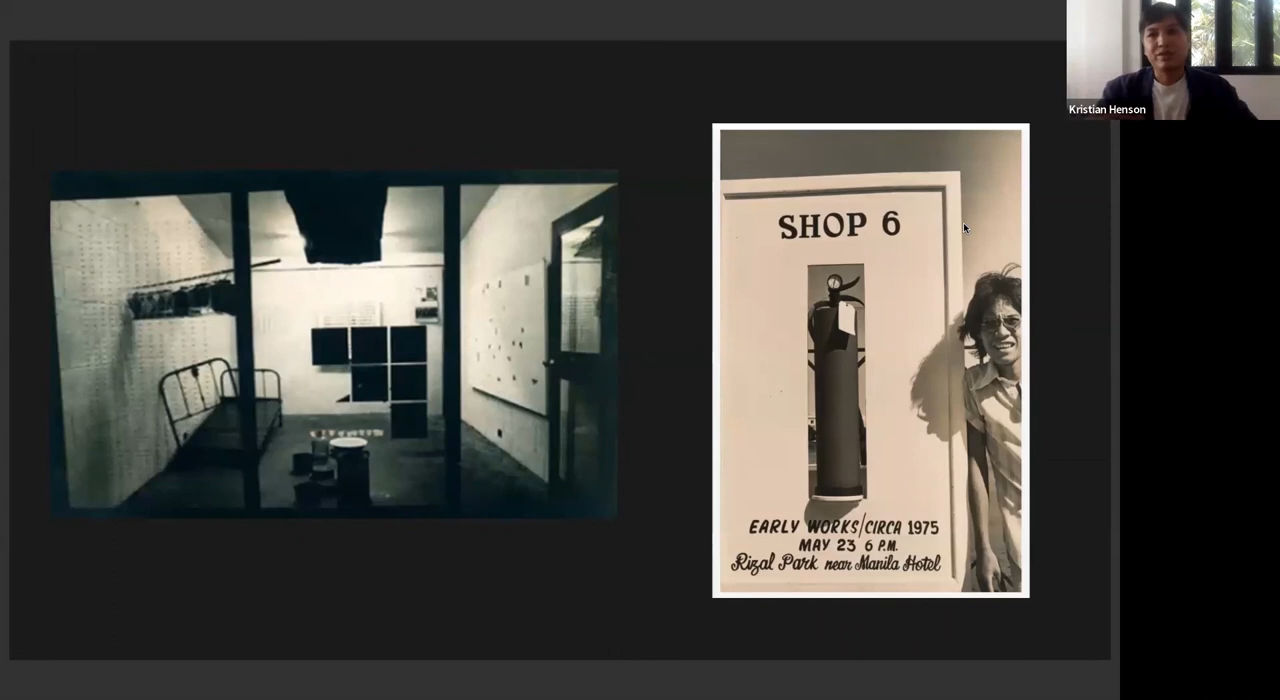 Kristian Henson
SHOP 6
EARLY WORKS/CIRCA 1975
MAY 23 6 P.M.
Rizal Park near Manila Hotel